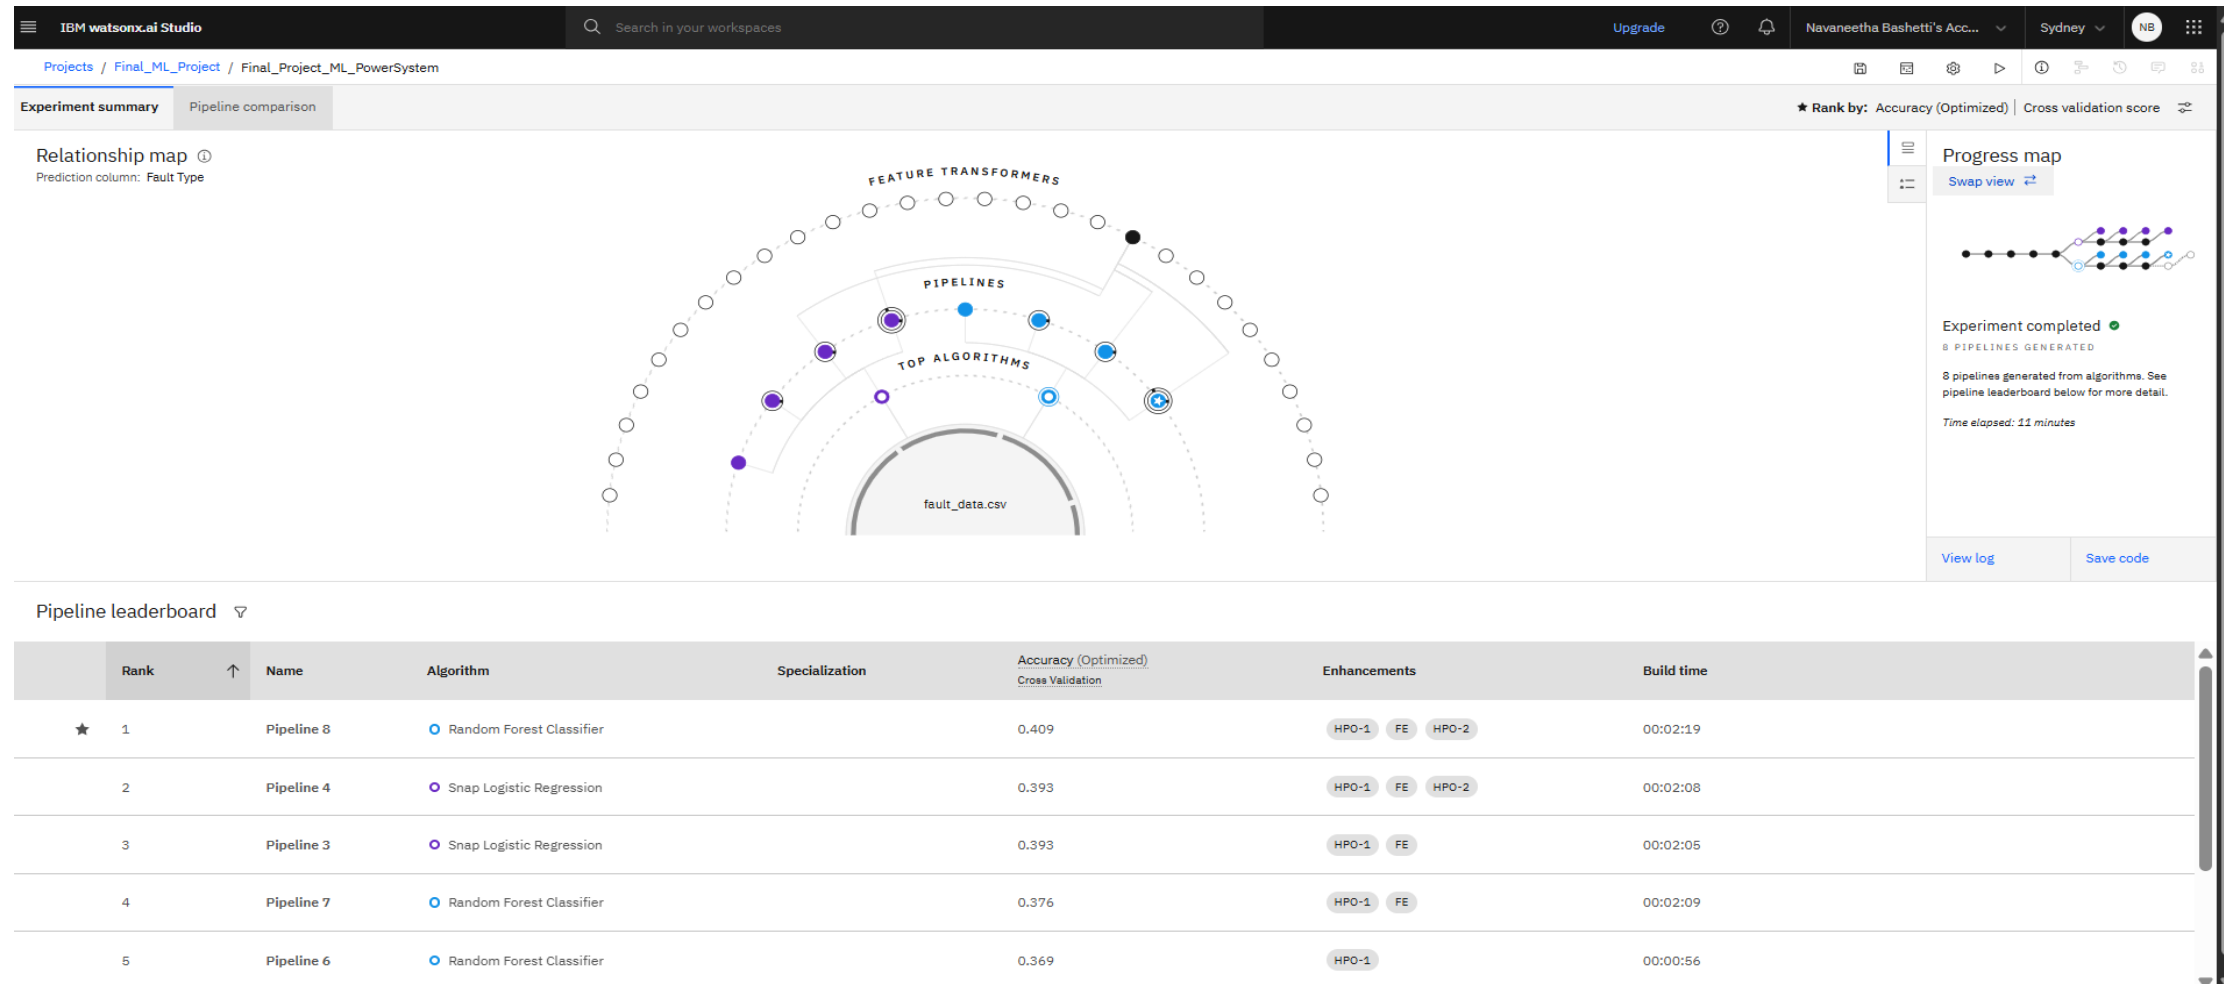 IBM watsonx.ai Studio
Search in your workspaces
Upgrade
Navaneetha Bashetti's Acc...
Sydney
NB
Projects / Final_ML_Project / Final_Project_ML_PowerSystem
Experiment summary
Pipeline comparison
Rank by: Accuracy (Optimized) | Cross validation score
Relationship map
Prediction column: Fault Type
FEATURE TRANSFORMERS
PIPELINES
TOP ALGORITHMS
fault_data.csv
Progress map
Swap view
Experiment completed
8 PIPELINES GENERATED
8 pipelines generated from algorithms. See
pipeline leaderboard below for more detail.
Time elapsed: 11 minutes
View log
Save code
Pipeline leaderboard
Rank Name Algorithm Specialization Accuracy (Optimized) Enhancements Build time
Cross Validation
1 Pipeline 8 Random Forest Classifier 0.409 HPO-1 FE HPO-2 00:02:19
2 Pipeline 4 Snap Logistic Regression 0.393 HPO-1 FE HPO-2 00:02:08
3 Pipeline 3 Snap Logistic Regression 0.393 HPO-1 FE 00:02:05
4 Pipeline 7 Random Forest Classifier 0.376 HPO-1 FE 00:02:09
5 Pipeline 6 Random Forest Classifier 0.369 HPO-1 00:00:56